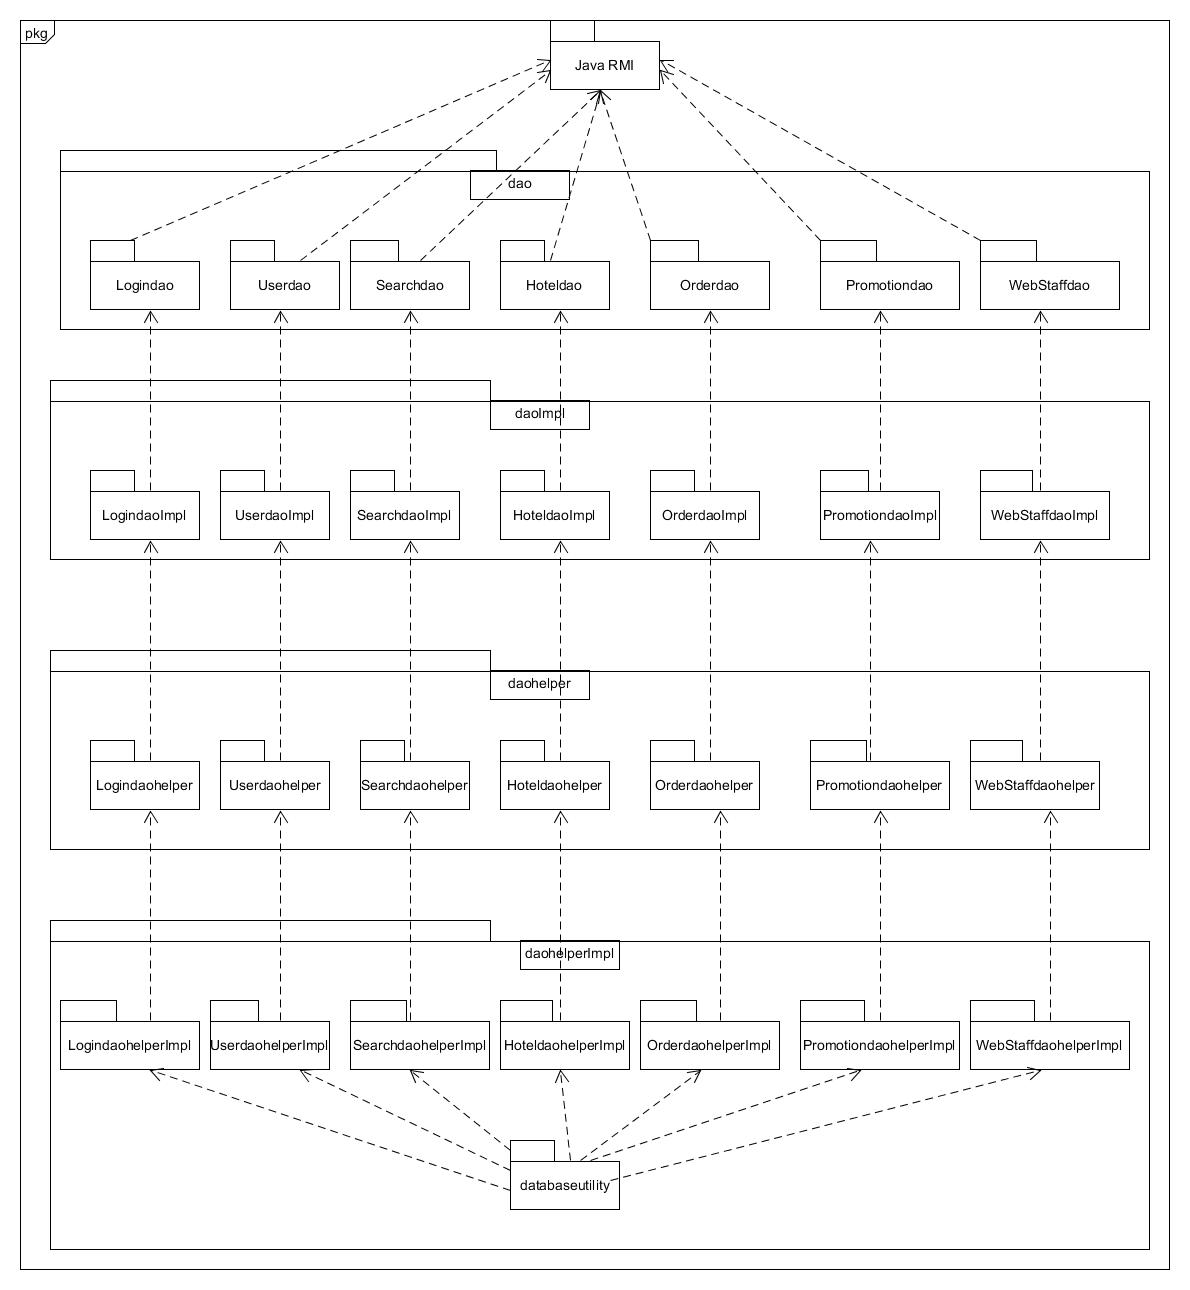 pkg
Java RMI
dao
Logindao
Userdao
Searchdao
Hoteldao
Orderdao
Promotiondao
WebStaffdao
daoImpl
LogindaoImpl
UserdaoImpl
SearchdaoImpl
HoteldaoImpl
OrderdaoImpl
PromotiondaoImpl
WebStaffdaoImpl
daohelper
Logindaohelper
Userdaohelper
Searchdaohelper
Hoteldaohelper
Orderdaohelper
Promotiondaohelper
WebStaffdaohelper
daohelperImpl
LogindaohelperImpl
UserdaohelperImpl
SearchdaohelperImpl
HoteldaohelperImpl
OrderdaohelperImpl
PromotiondaohelperImpl
WebStaffdaohelperImpl
databaseutility